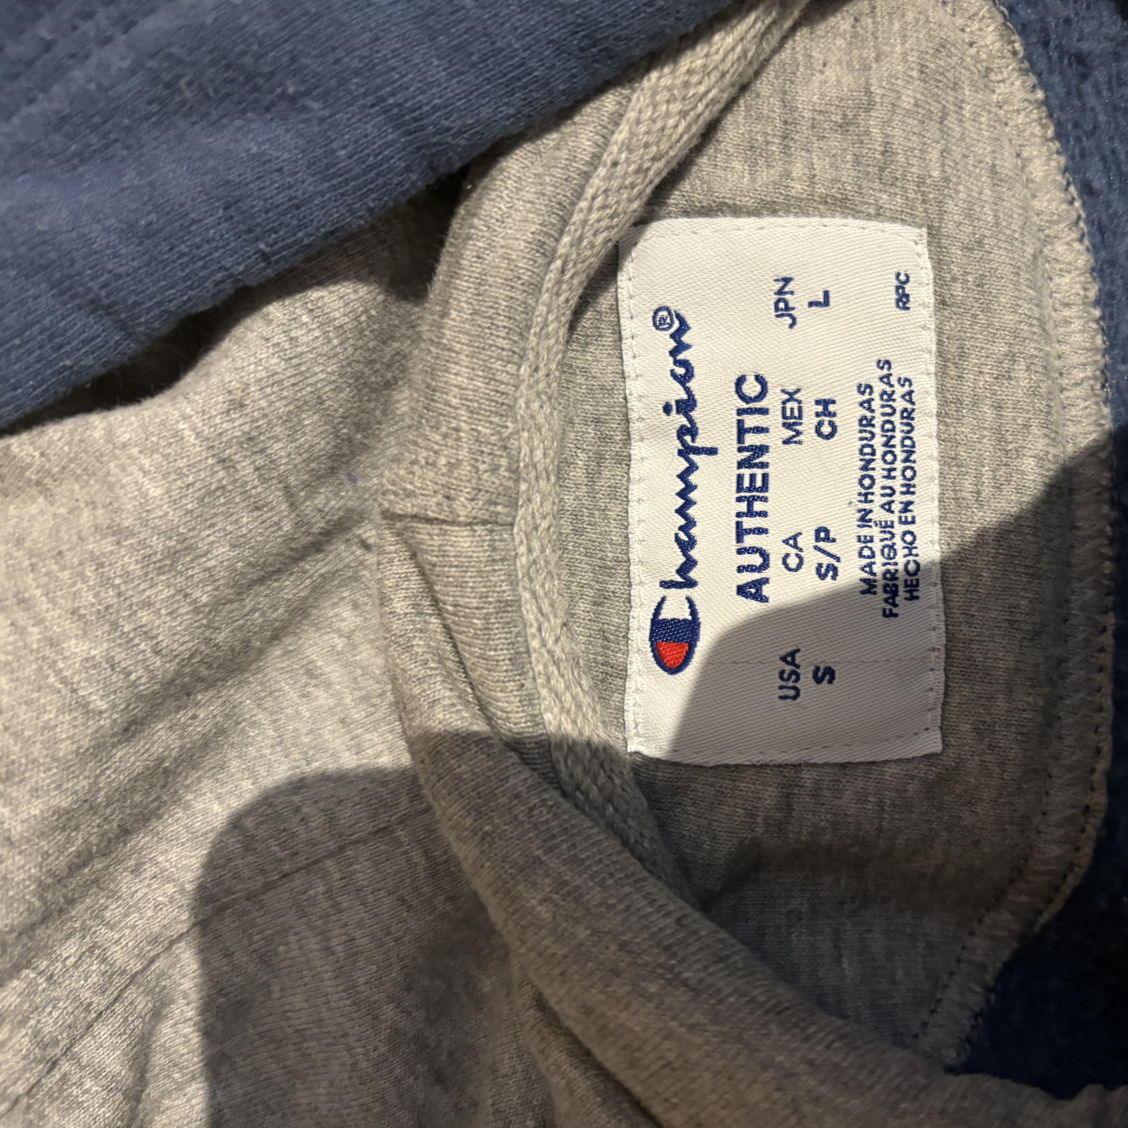 Champion®
AUTHENTIC
USA CA MEX JPN
S S/P CH L
MADE IN HONDURAS
FABRIQUÉ AU HONDURAS
HECHO EN HONDURAS RPC